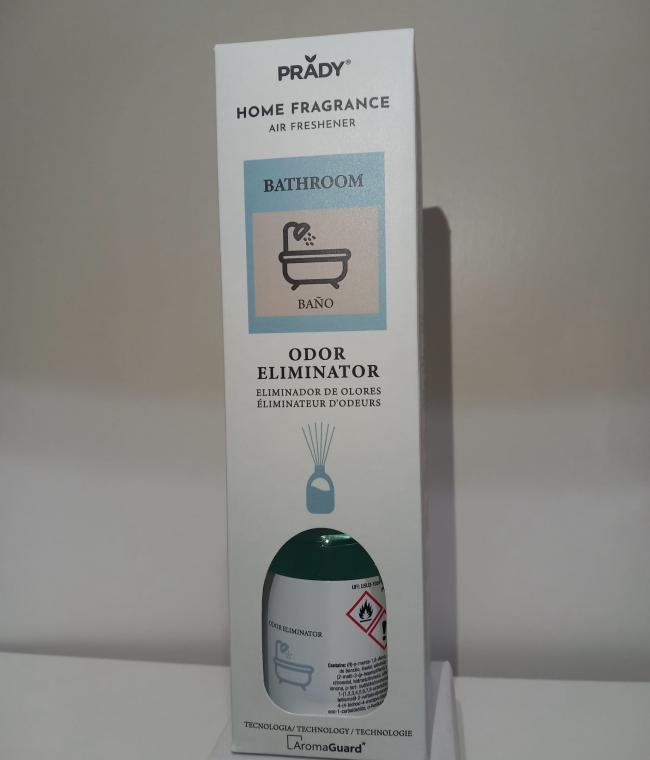 PRADY®
HOME FRAGRANCE
AIR FRESHENER
BATHROOM
BAÑO
ODOR
ELIMINATOR
ELIMINADOR DE OLORES
ÉLIMINATEUR D'ODEURS
ODOR ELIMINATOR
Contains:
TECNOLOGIA/ TECHNOLOGY/ TECHNOLOGIE
AromaGuard